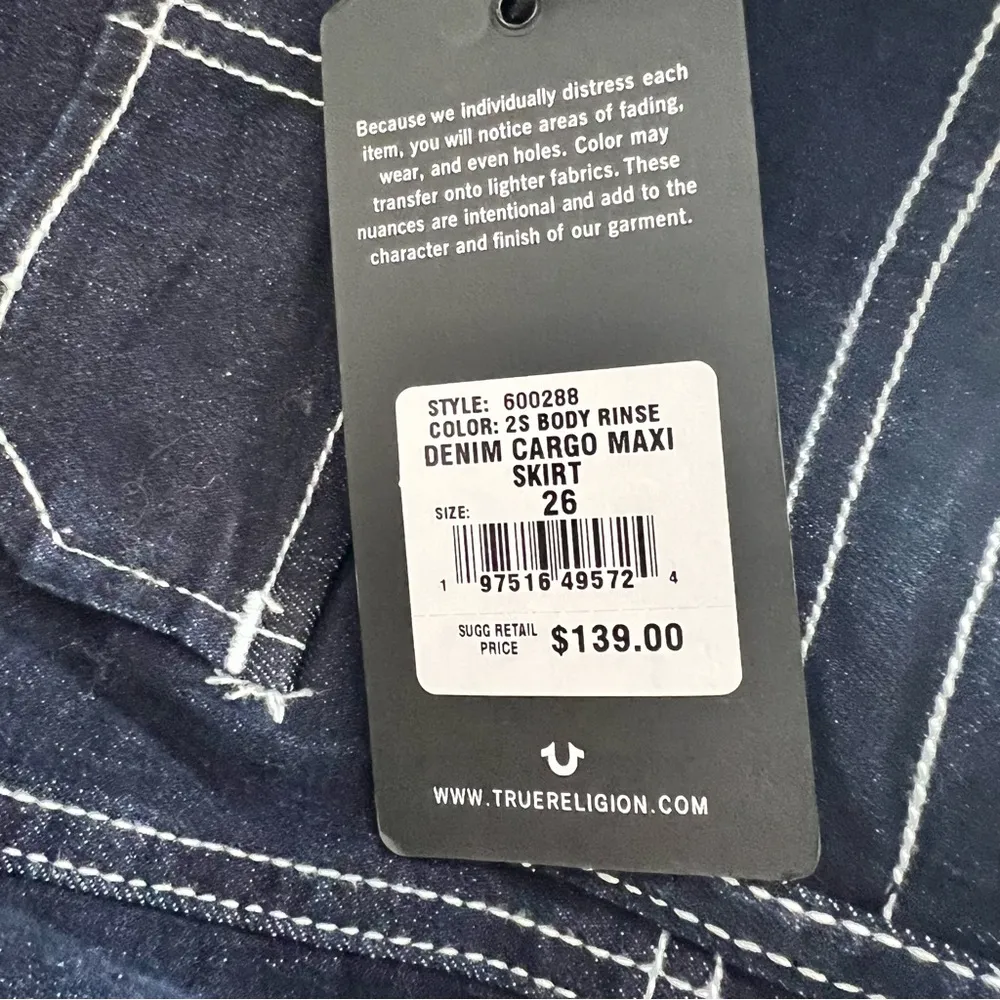 Because we individually distress each
item, you will notice areas of fading,
wear, and even holes. Color may
transfer onto lighter fabrics. These
nuances are intentional and add to the
character and finish of our garment.
STYLE: 600288
COLOR: 2S BODY RINSE
DENIM CARGO MAXI
SKIRT
SIZE: 26
1 97516 49572 4
SUGG RETAIL
PRICE $139.00
WWW.TRUERELIGION.COM